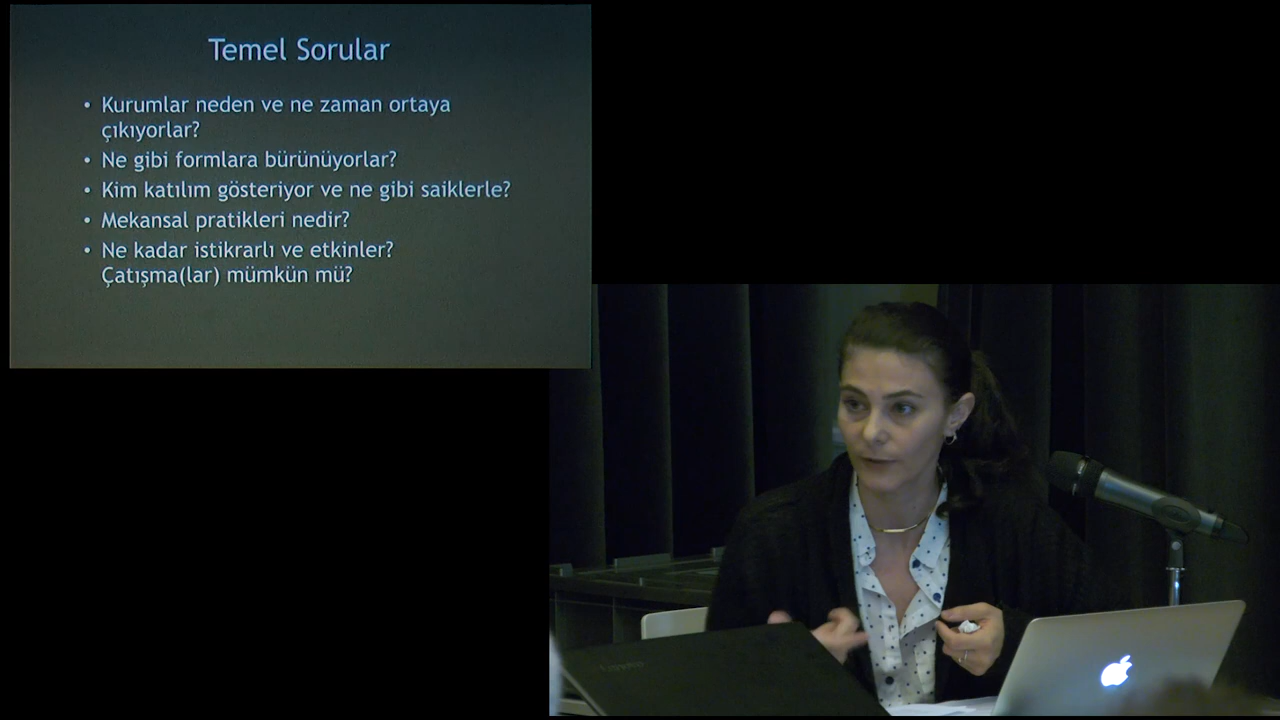 Temel Sorular
• Kurumlar neden ve ne zaman ortaya
çıkıyorlar?
• Ne gibi formlara bürünüyorlar?
• Kim katılım gösteriyor ve ne gibi saiklerle?
• Mekansal pratikleri nedir?
• Ne kadar istikrarlı ve etkinler?
Çatışma(lar) mümkün mü?